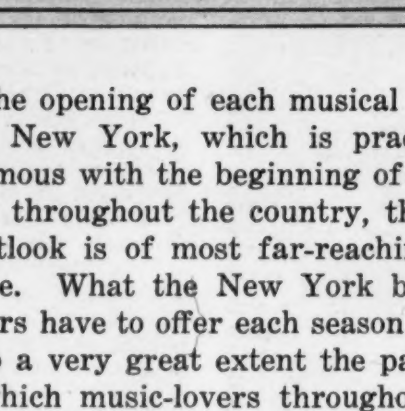 he opening of each musical
New York, which is prac
mous with the beginning of
throughout the country, th
tlook is of most far-reachi
e. What the New York b
rs have to offer each season
o a very great extent the pa
hich music-lovers througho